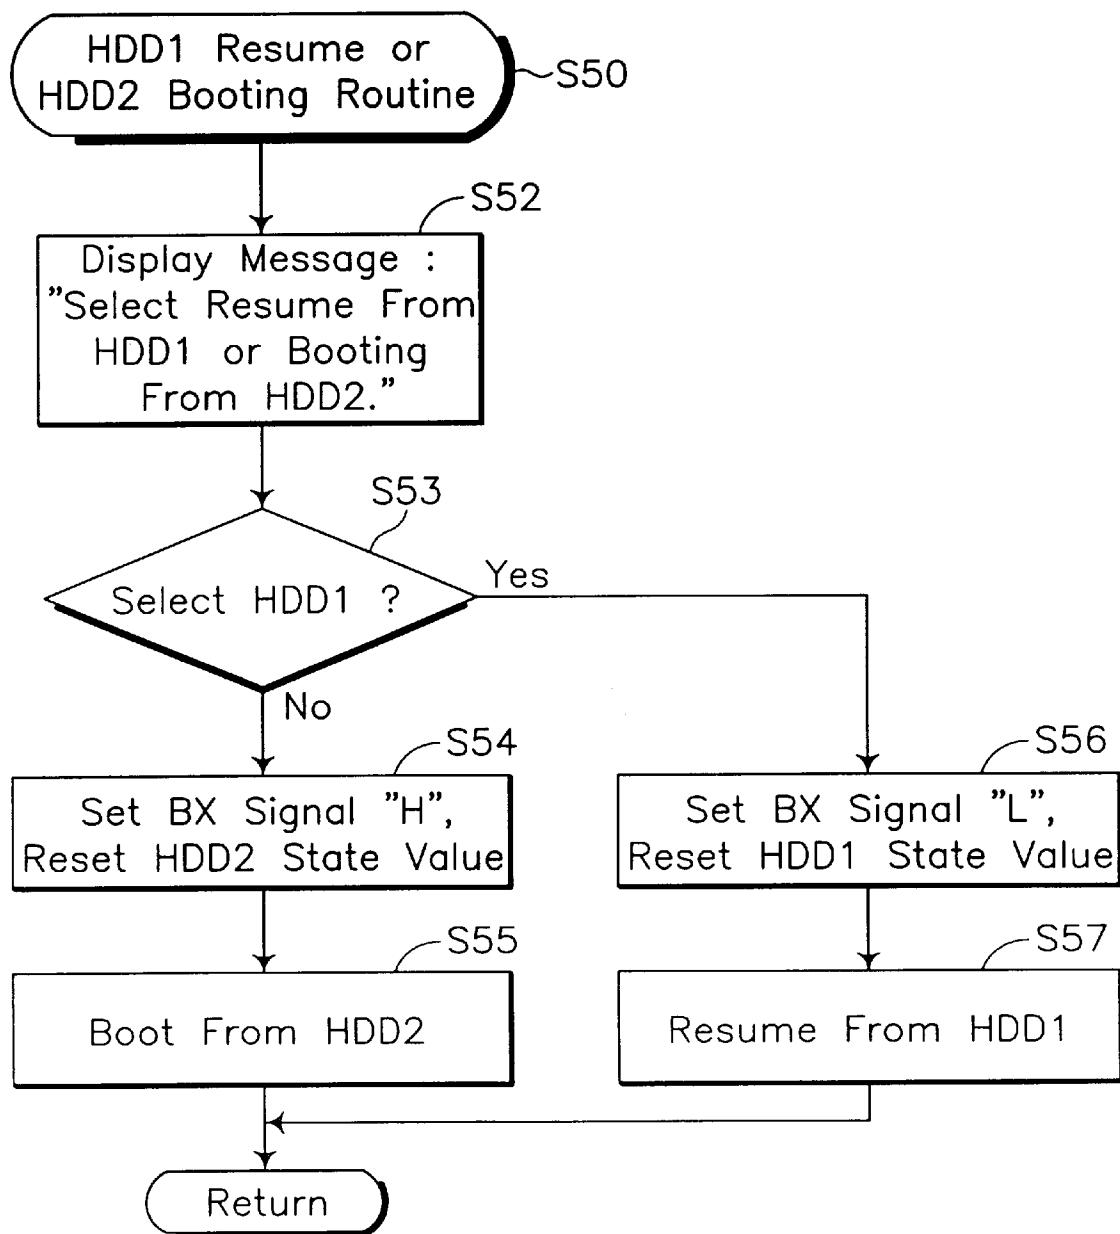 HDD1 Resume or
HDD2 Booting Routine
S50
S52
Display Message :
"Select Resume From
HDD1 or Booting
From HDD2."
S53
Select HDD1 ?
Yes
No
S54
Set BX Signal "H",
Reset HDD2 State Value
S56
Set BX Signal "L",
Reset HDD1 State Value
S55
Boot From HDD2
S57
Resume From HDD1
Return